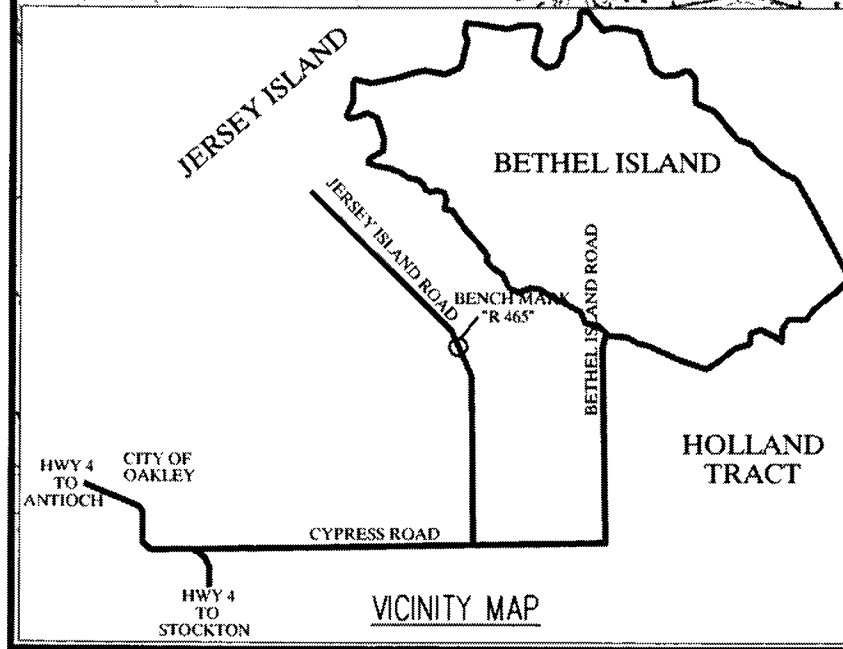 JERSEY ISLAND
BETHEL ISLAND
JERSEY ISLAND ROAD
BETHEL ISLAND ROAD
BENCH MARK
"R 465"
HOLLAND
TRACT
HWY 4
TO
ANTIOCH
CITY OF
OAKLEY
CYPRESS ROAD
HWY 4
TO
STOCKTON
VICINITY MAP